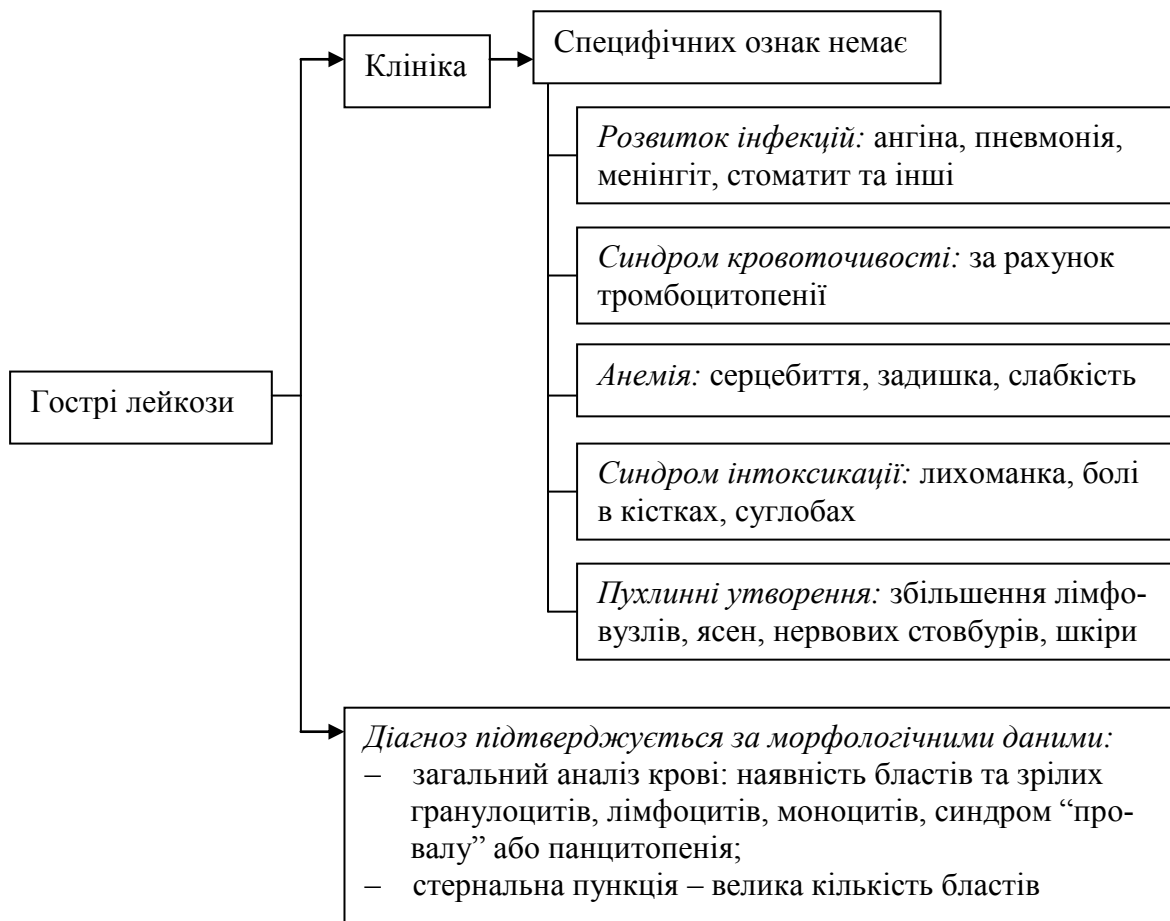 Гострі лейкози
Клініка
Специфічних ознак немає
Розвиток інфекцій: ангіна, пневмонія,
менінгіт, стоматит та інші
Синдром кровоточивості: за рахунок
тромбоцитопенії
Анемія: серцебиття, задишка, слабкість
Синдром інтоксикації: лихоманка, болі
в кістках, суглобах
Пухлинні утворення: збільшення лімфо-
вузлів, ясен, нервових стовбурів, шкіри
Діагноз підтверджується за морфологічними даними:
– загальний аналіз крові: наявність бластів та зрілих
гранулоцитів, лімфоцитів, моноцитів, синдром “про-
валу” або панцитопенія;
– стернальна пункція – велика кількість бластів